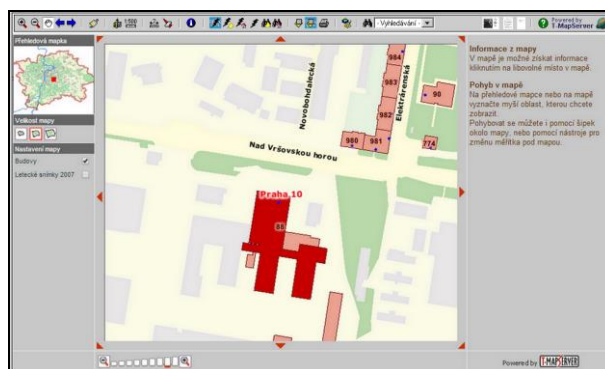 1:500
- Vyhledávání -
Powered by
T-MapServer
Přehledová mapka
Velikost mapy
Nastavení mapy
Budovy
Letecké snímky 2007
Novobohdalecká
Elektrárenská
984
983
982
90
980
981
774
Nad Vršovskou horou
Praha 10
88
Informace z mapy
V mapě je možné získat informace
kliknutím na libovolné místo v mapě.
Pohyb v mapě
Na přehledové mapce nebo na mapě
vyznačte myší oblast, kterou chcete
zobrazit.
Pohybovat se můžete i pomocí šipek
okolo mapy, nebo pomocí nástroje pro
změnu měřítka pod mapou.
Powered by T-MAPSERVER